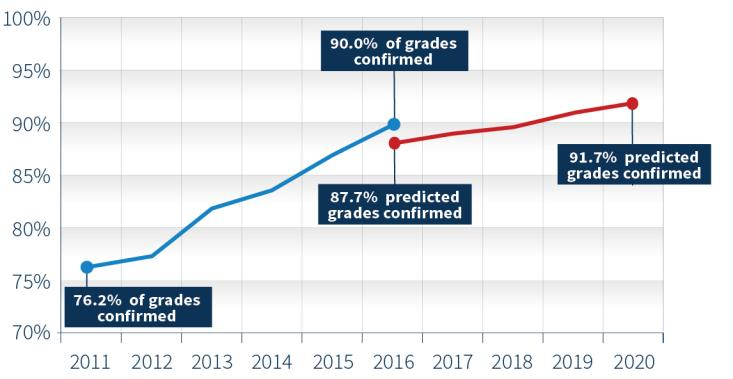 100%
95%
90%
85%
80%
75%
70%
90.0% of grades
confirmed
87.7% predicted
grades confirmed
91.7% predicted
grades confirmed
76.2% of grades
confirmed
2011 2012 2013 2014 2015 2016 2017 2018 2019 2020